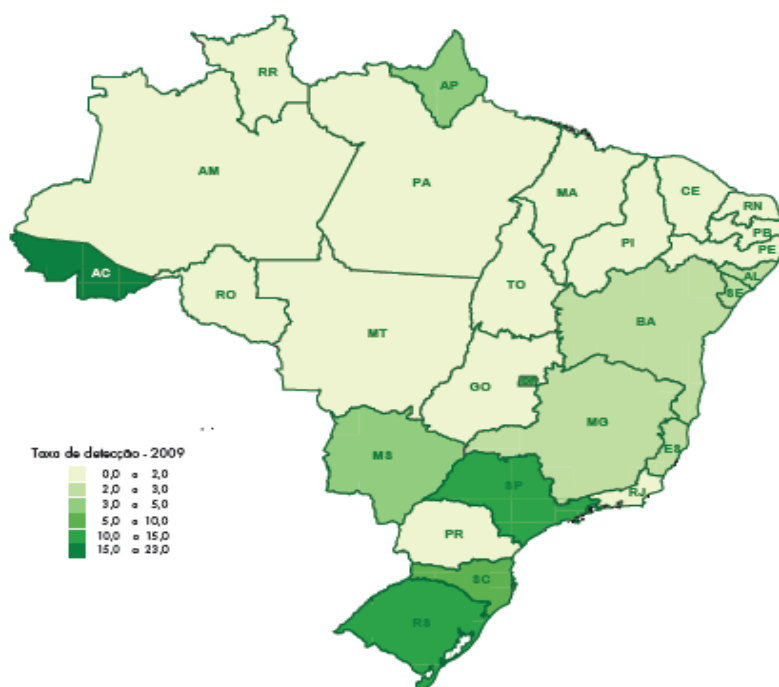 RR
AP
AM
PA
MA
CE
RN
PB
PE
PI
AC
TO
AL
SE
RO
BA
MT
GO
MG
ES
MS
SP
RJ
PR
SC
RS
Taxa de detecção - 2009
0,0 a 2,0
2,0 a 3,0
3,0 a 5,0
5,0 a 10,0
10,0 a 15,0
15,0 a 23,0